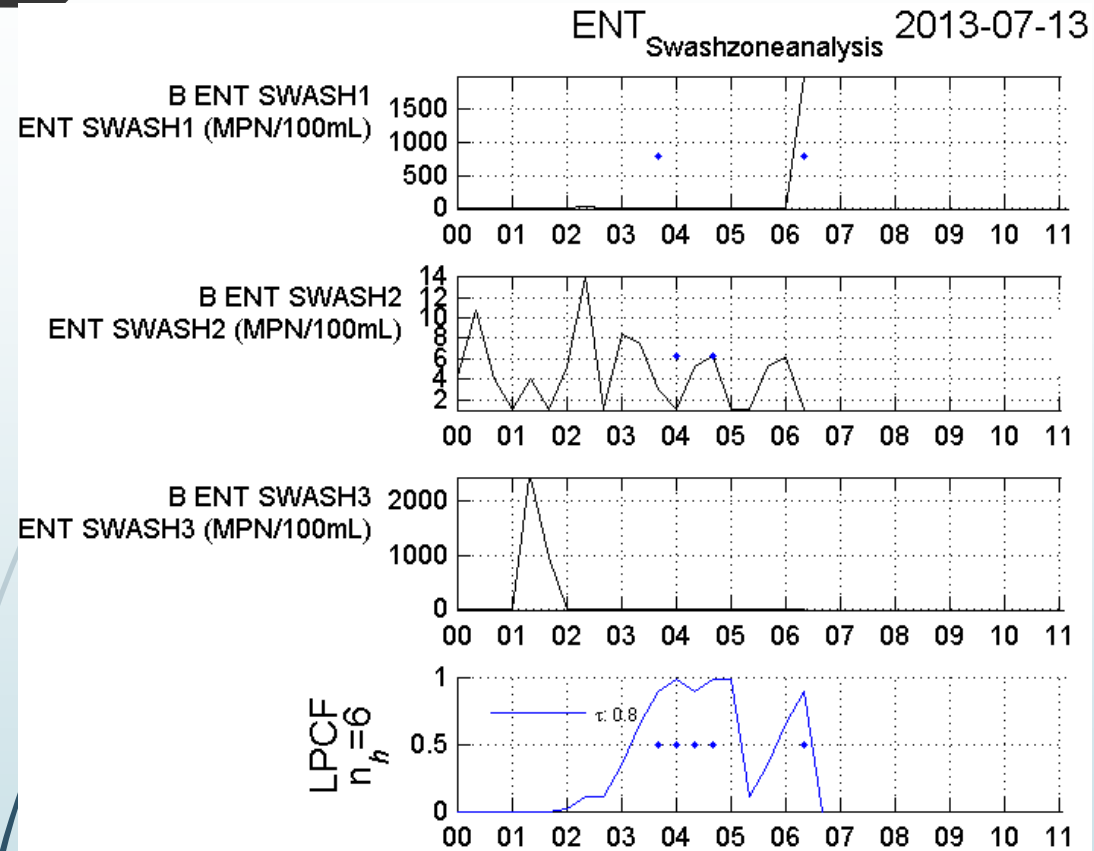 ENT Swashzoneanalysis 2013-07-13
B ENT SWASH1
ENT SWASH1 (MPN/100mL)
1500
1000
500
0
00 01 02 03 04 05 06 07 08 09 10 11
B ENT SWASH2
ENT SWASH2 (MPN/100mL)
14
12
10
8
6
4
2
00 01 02 03 04 05 06 07 08 09 10 11
B ENT SWASH3
ENT SWASH3 (MPN/100mL)
2000
1000
0
00 01 02 03 04 05 06 07 08 09 10 11
LPCF
n_h=6
1
0.5
0
τ: 0.8
00 01 02 03 04 05 06 07 08 09 10 11